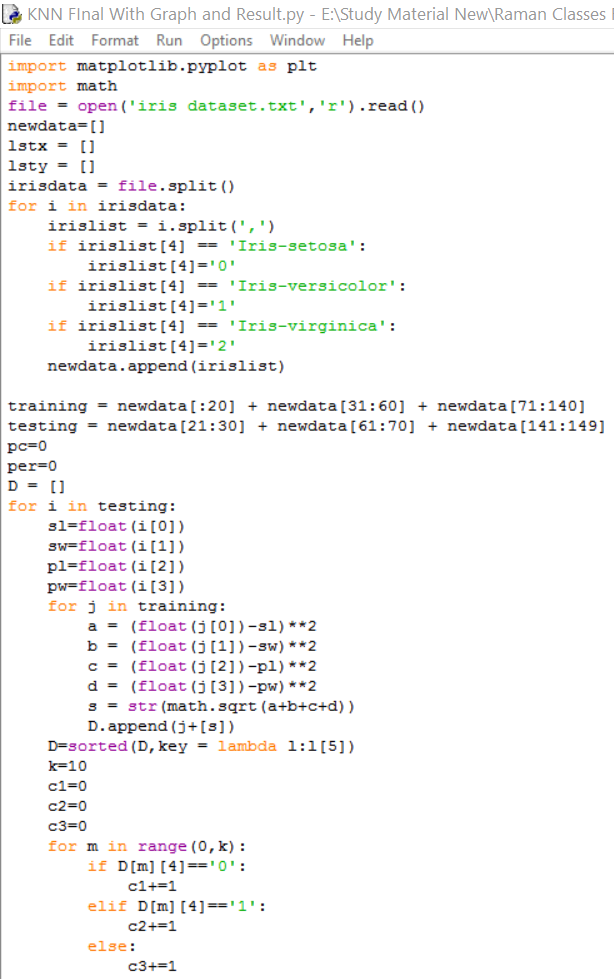 KNN FInal With Graph and Result.py - E:\Study Material New\Raman Classes
File Edit Format Run Options Window Help
import matplotlib.pyplot as plt
import math
file = open('iris dataset.txt','r').read()
newdata=[]
lstx = []
lsty = []
irisdata = file.split()
for i in irisdata:
    irislist = i.split(',')
    if irislist[4] == 'Iris-setosa':
        irislist[4]='0'
    if irislist[4] == 'Iris-versicolor':
        irislist[4]='1'
    if irislist[4] == 'Iris-virginica':
        irislist[4]='2'
    newdata.append(irislist)

training = newdata[:20] + newdata[31:60] + newdata[71:140]
testing = newdata[21:30] + newdata[61:70] + newdata[141:149]
pc=0
per=0
D = []
for i in testing:
    sl=float(i[0])
    sw=float(i[1])
    pl=float(i[2])
    pw=float(i[3])
    for j in training:
        a = (float(j[0])-sl)**2
        b = (float(j[1])-sw)**2
        c = (float(j[2])-pl)**2
        d = (float(j[3])-pw)**2
        s = str(math.sqrt(a+b+c+d))
        D.append(j+[s])
    D=sorted(D,key = lambda l:l[5])
    k=10
    c1=0
    c2=0
    c3=0
    for m in range(0,k):
        if D[m][4]=='0':
            c1+=1
        elif D[m][4]=='1':
            c2+=1
        else:
            c3+=1